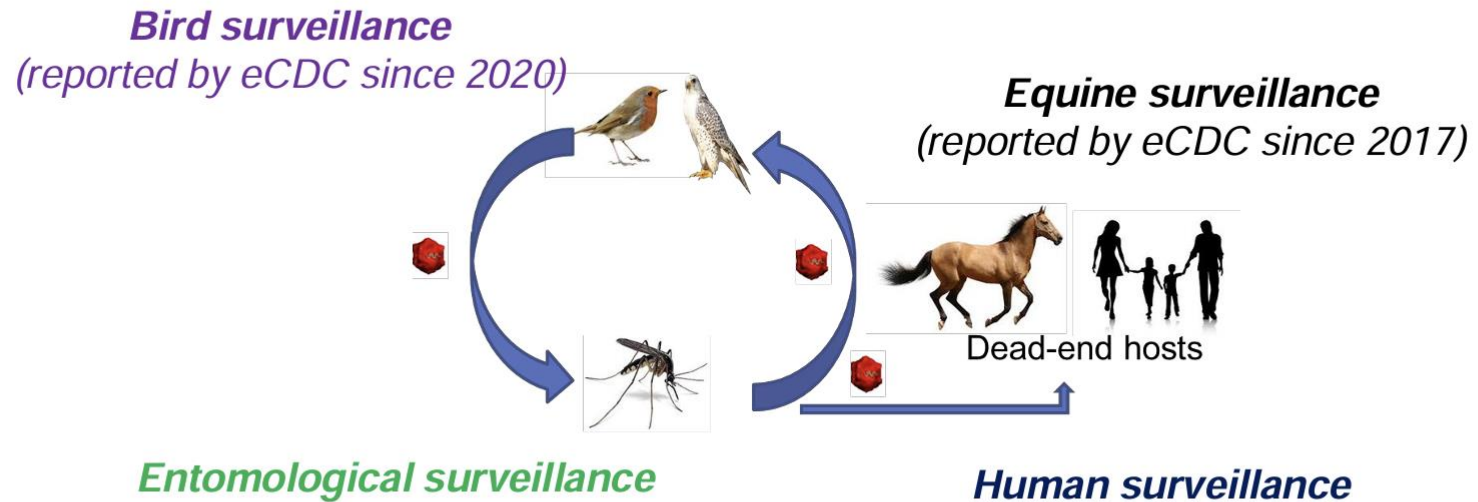 Bird surveillance
(reported by eCDC since 2020)
Equine surveillance
(reported by eCDC since 2017)
Dead-end hosts
Entomological surveillance
Human surveillance